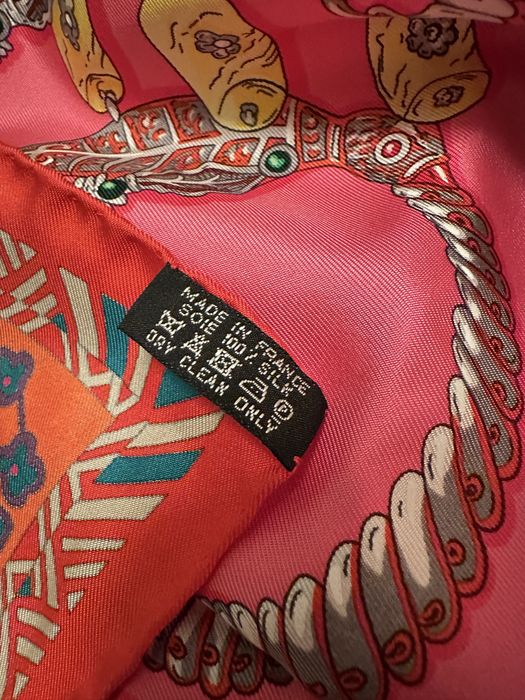 MADE IN FRANCE
SOIE 100% SILK
P
DRY CLEAN ONLY